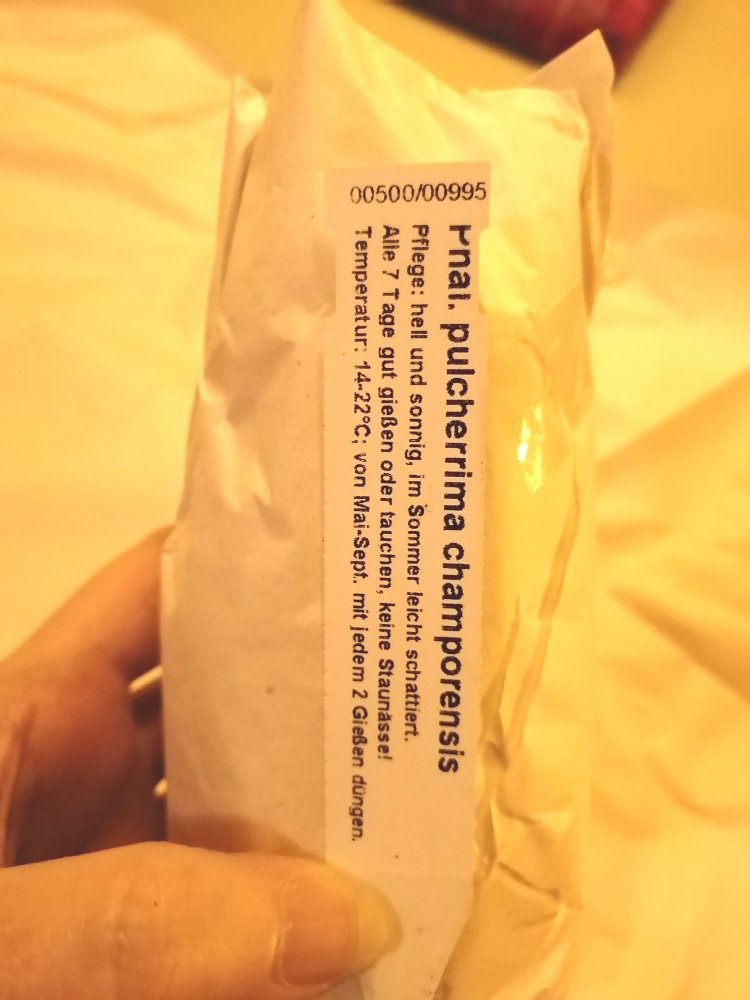 00500/00995
Phal. pulcherrima champorensis
Pflege: hell und sonnig, im Sommer leicht schattiert.
Alle 7 Tage gut gießen oder tauchen, keine Staunässe!
Temperatur: 14-22°C; von Mai-Sept. mit jedem 2 Gießen düngen.